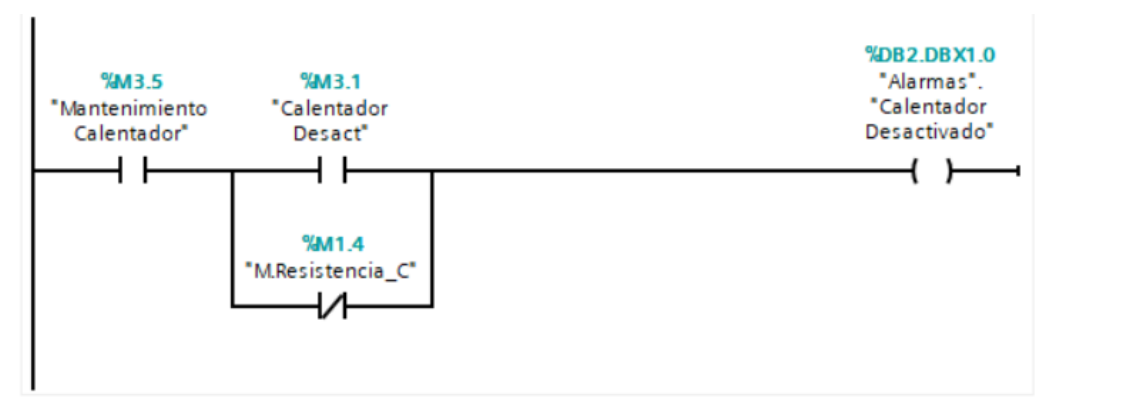 %M3.5
"Mantenimiento
Calentador"
%M3.1
"Calentador
Desact"
%DB2.DBX1.0
"Alarmas".
"Calentador
Desactivado"
%M1.4
"M.Resistencia_C"